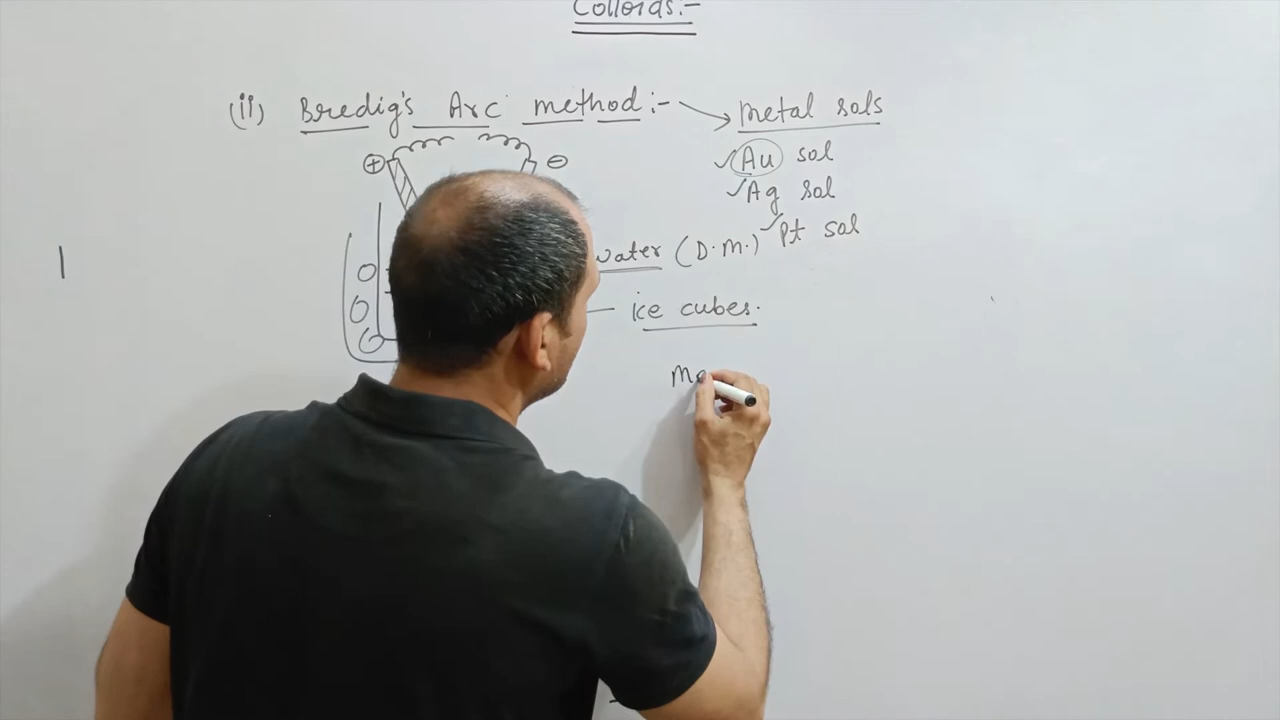 Colloids:-
(ii) Bredig's Arc method:- → metal sols
⊕ ⊖ ✓Au sol
✓Ag sol
✓Pt sol
water (D.M.)
ice cubes.
Me